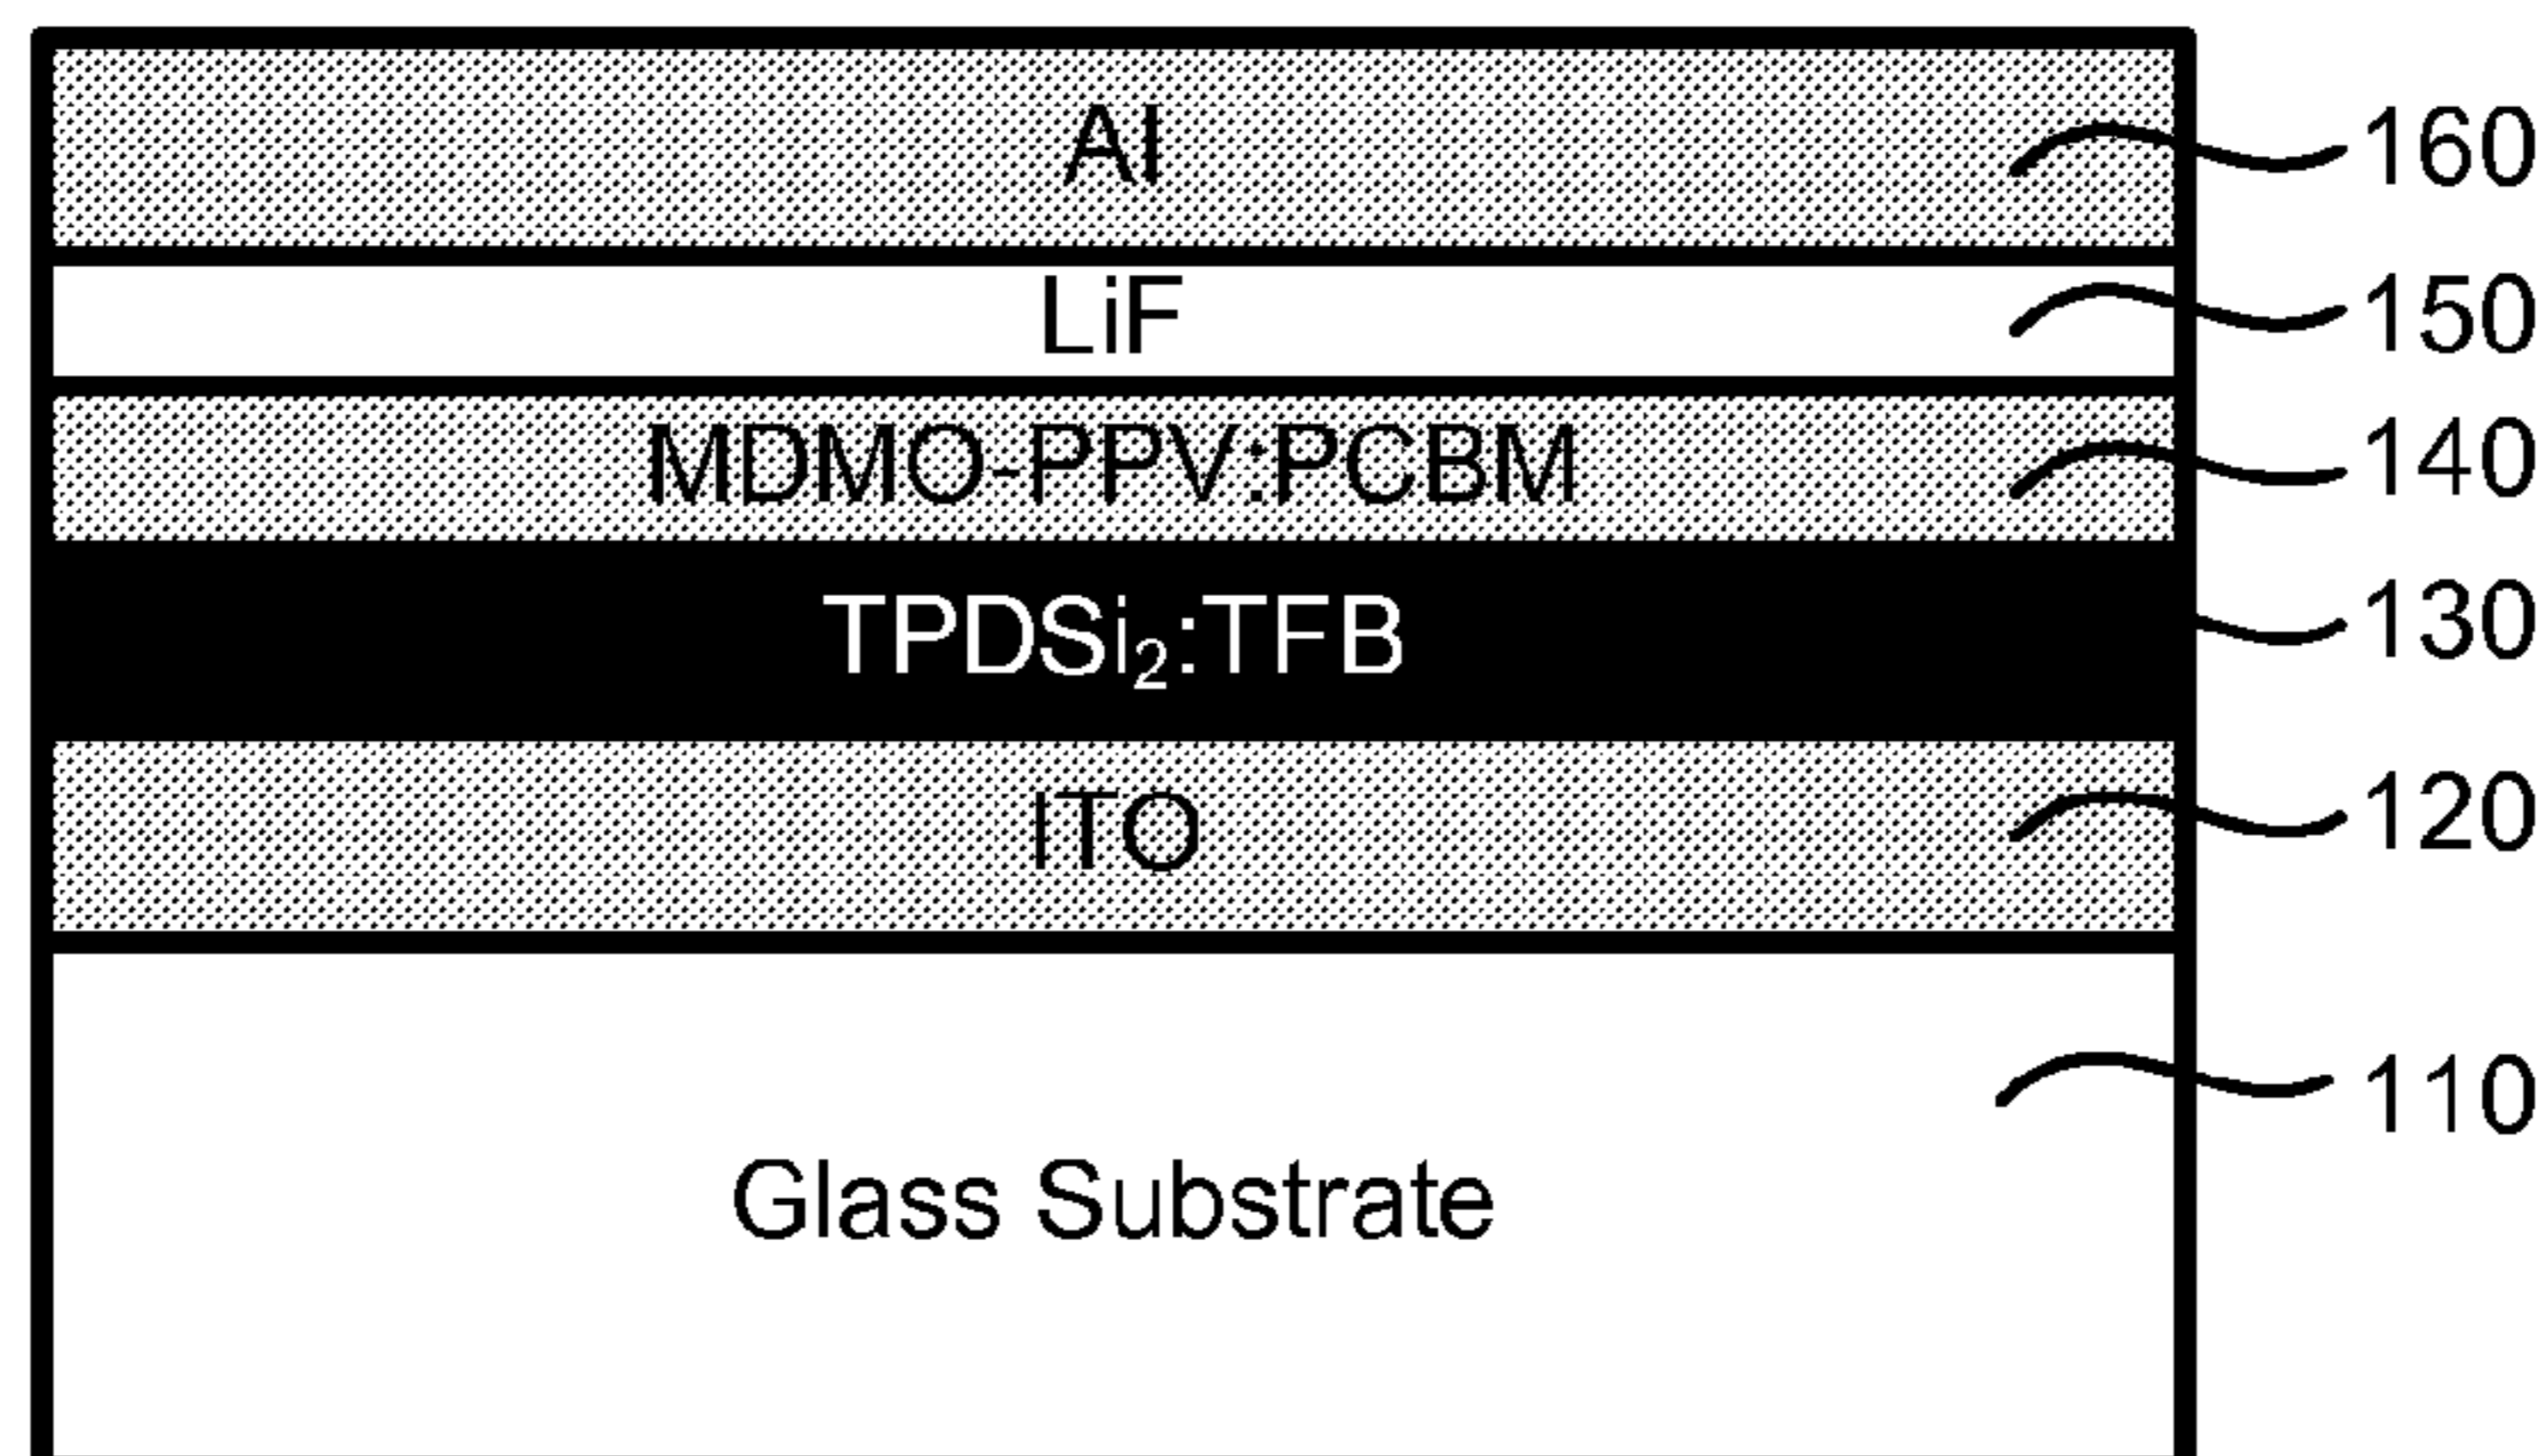 Al 160
LiF 150
MDMO-PPV:PCBM 140
TPDSi₂:TFB 130
ITO 120
110
Glass Substrate